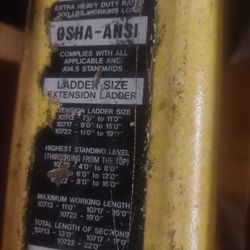 EXTRA HEAVY DUTY RATED
300 LBS. WORKING LOAD
OSHA-ANSI
COMPLIES WITH ALL
APPLICABLE ANSI
A14.5 STANDARDS
LADDER SIZE
EXTENSION LADDER
EXTENSION LADDER SIZE
10713 - 7'0" to 11'0"
10717 - 9'0" to 15'0"
10722 - 11'0" to 19'0"
HIGHEST STANDING LEVEL
(THIRD RUNG FROM THE TOP)
4'0" to 8'0"
6'0" to 12'0"
8'0" to 16'0"
MAXIMUM WORKING LENGTH
10713 - 11'0" 10717 - 15'0"
10722 - 19'0"
TOTAL LENGTH OF SECTIONS
10713 - 13'0" 10717 - 17'0"
10722 - 22'0"